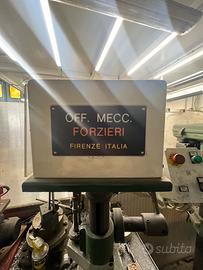 OFF. MECC.
FORZIERI
FIRENZE ITALIA
subito